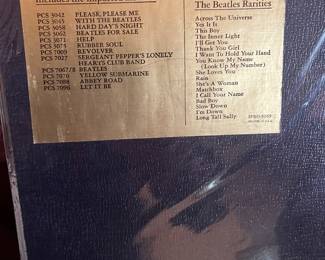 The Beatles Rarities
PCS 3042 PLEASE, PLEASE ME
PCS 3045 WITH THE BEATLES
PCS 3058 HARD DAY'S NIGHT
PCS 3062 BEATLES FOR SALE
PCS 3071 HELP
PCS 3075 RUBBER SOUL
PCS 7009 REVOLVER
PCS 7027 SERGEANT PEPPER'S LONELY
HEARTS CLUB BAND
PCS 7067/8 BEATLES
PCS 7070 YELLOW SUBMARINE
PCS 7088 ABBEY ROAD
PCS 7096 LET IT BE
Across The Universe
Yes It Is
This Boy
The Inner Light
I'll Get You
Thank You Girl
I Want To Hold Your Hand
You Know My Name
(Look Up My Number)
She Loves You
Rain
She's A Woman
Matchbox
I Call Your Name
Bad Boy
Slow Down
I'm Down
Long Tall Sally